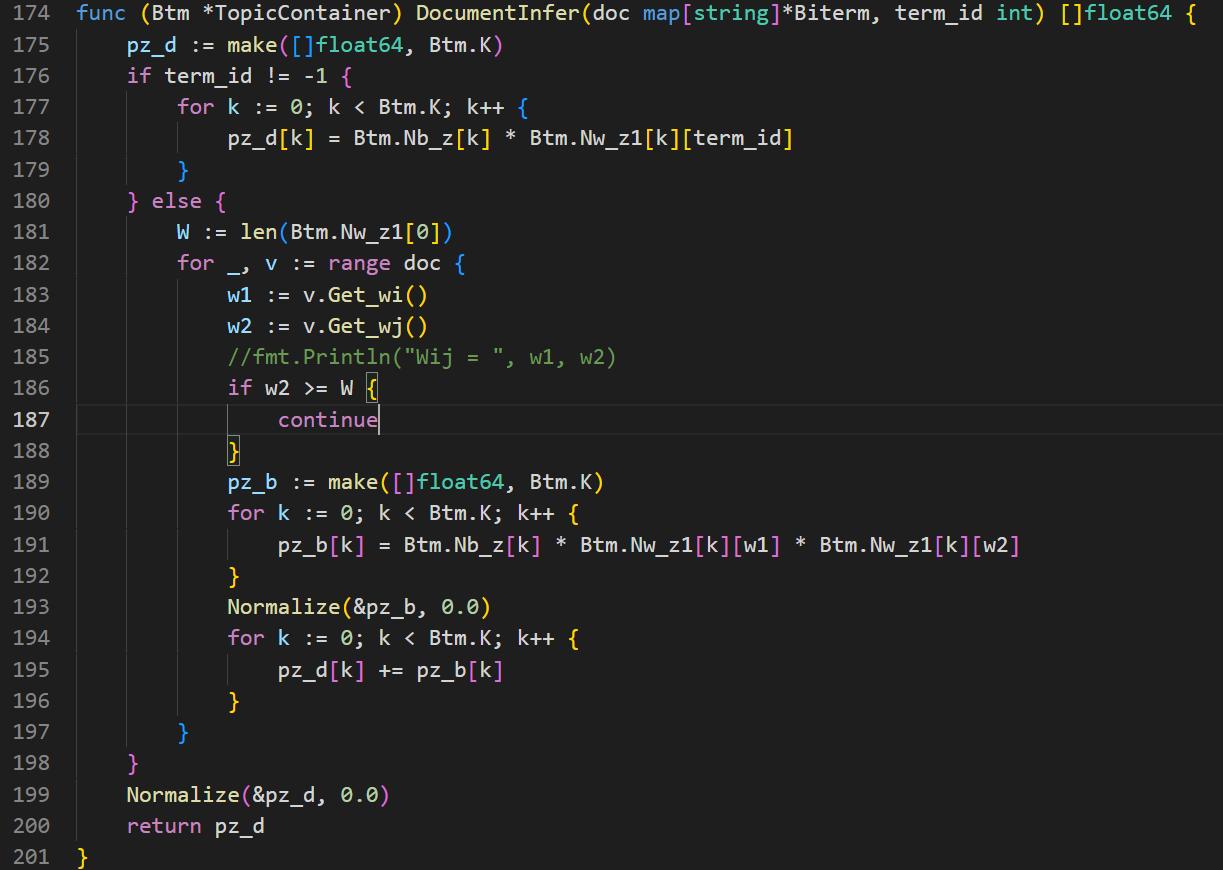 174 func (Btm *TopicContainer) DocumentInfer(doc map[string]*Biterm, term_id int) []float64 {
175     pz_d := make([]float64, Btm.K)
176     if term_id != -1 {
177         for k := 0; k < Btm.K; k++ {
178             pz_d[k] = Btm.Nb_z[k] * Btm.Nw_z1[k][term_id]
179         }
180     } else {
181         W := len(Btm.Nw_z1[0])
182         for _, v := range doc {
183             w1 := v.Get_wi()
184             w2 := v.Get_wj()
185             //fmt.Println("Wij = ", w1, w2)
186             if w2 >= W {
187                 continue
188             }
189             pz_b := make([]float64, Btm.K)
190             for k := 0; k < Btm.K; k++ {
191                 pz_b[k] = Btm.Nb_z[k] * Btm.Nw_z1[k][w1] * Btm.Nw_z1[k][w2]
192             }
193             Normalize(&pz_b, 0.0)
194             for k := 0; k < Btm.K; k++ {
195                 pz_d[k] += pz_b[k]
196             }
197         }
198     }
199     Normalize(&pz_d, 0.0)
200     return pz_d
201 }